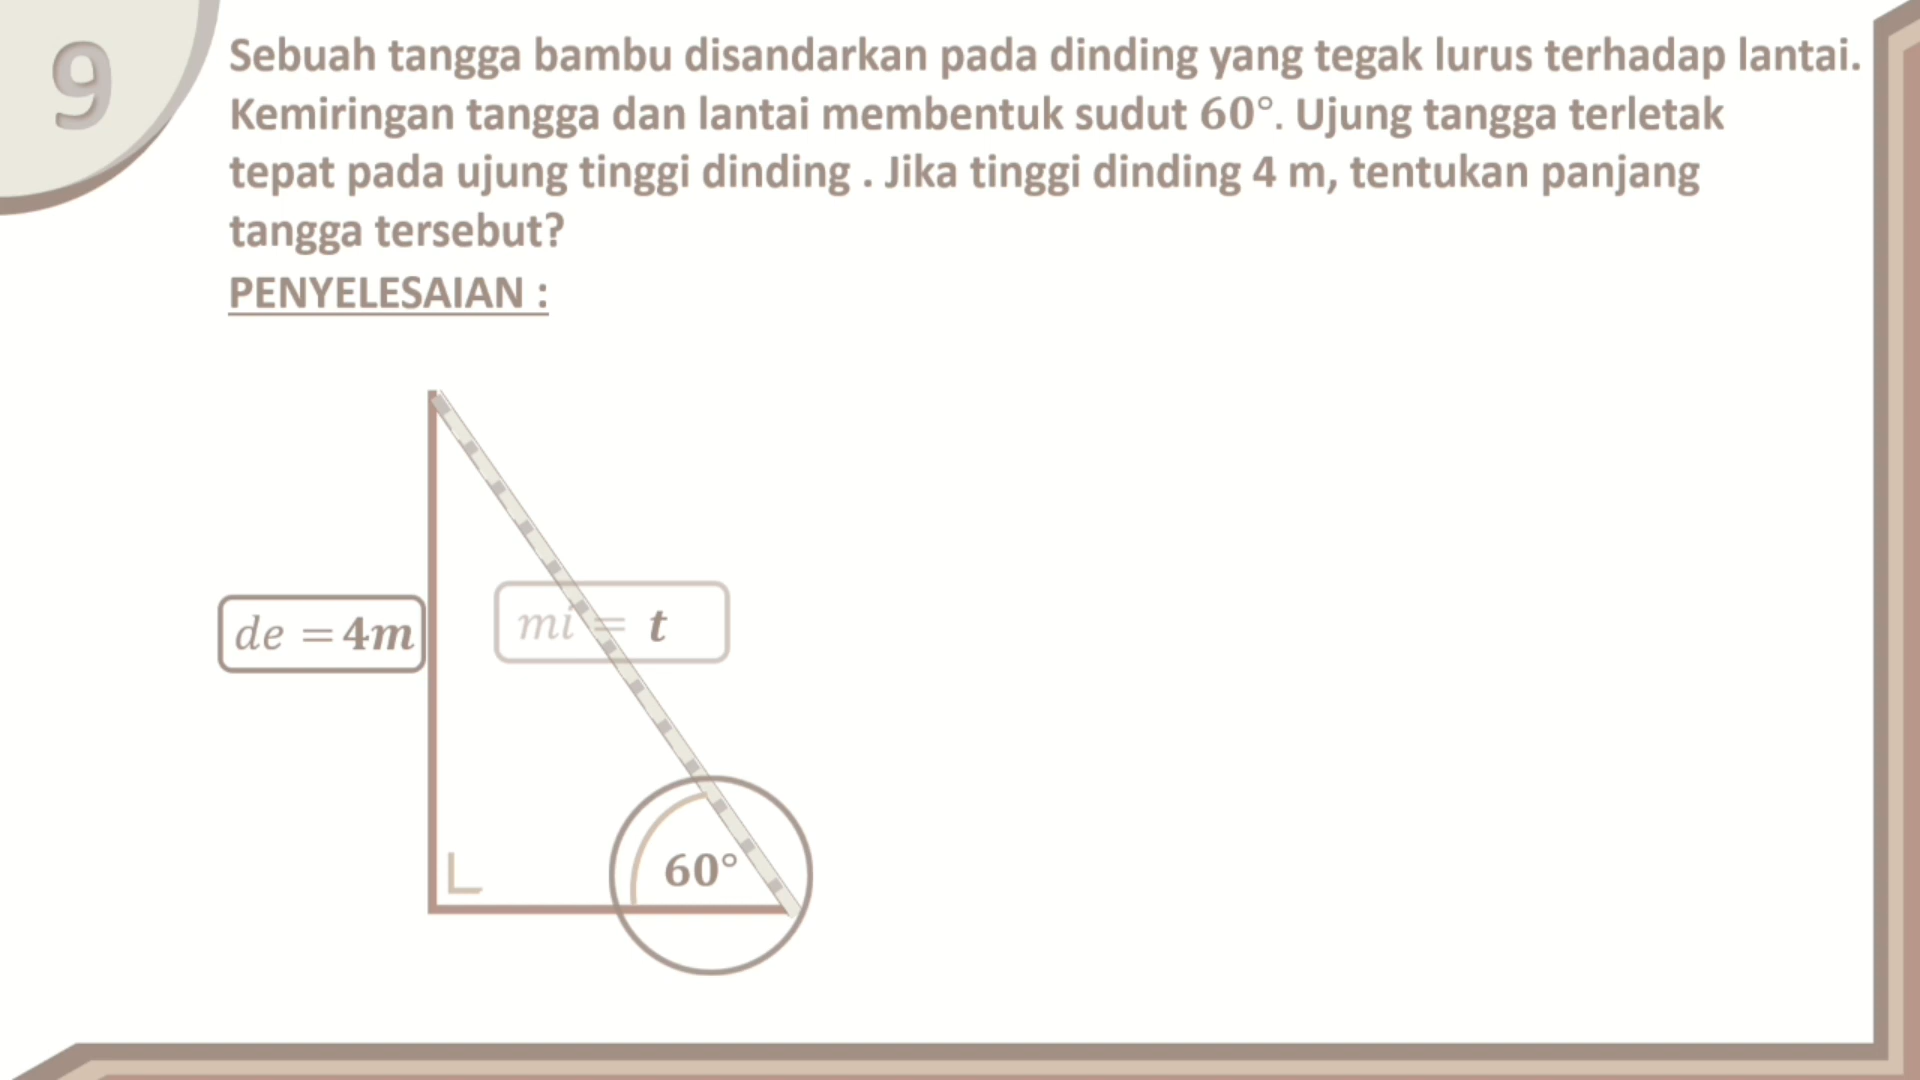 9
Sebuah tangga bambu disandarkan pada dinding yang tegak lurus terhadap lantai.
Kemiringan tangga dan lantai membentuk sudut 60°. Ujung tangga terletak
tepat pada ujung tinggi dinding . Jika tinggi dinding 4 m, tentukan panjang
tangga tersebut?
PENYELESAIAN :
de = 4m
mi = t
60°